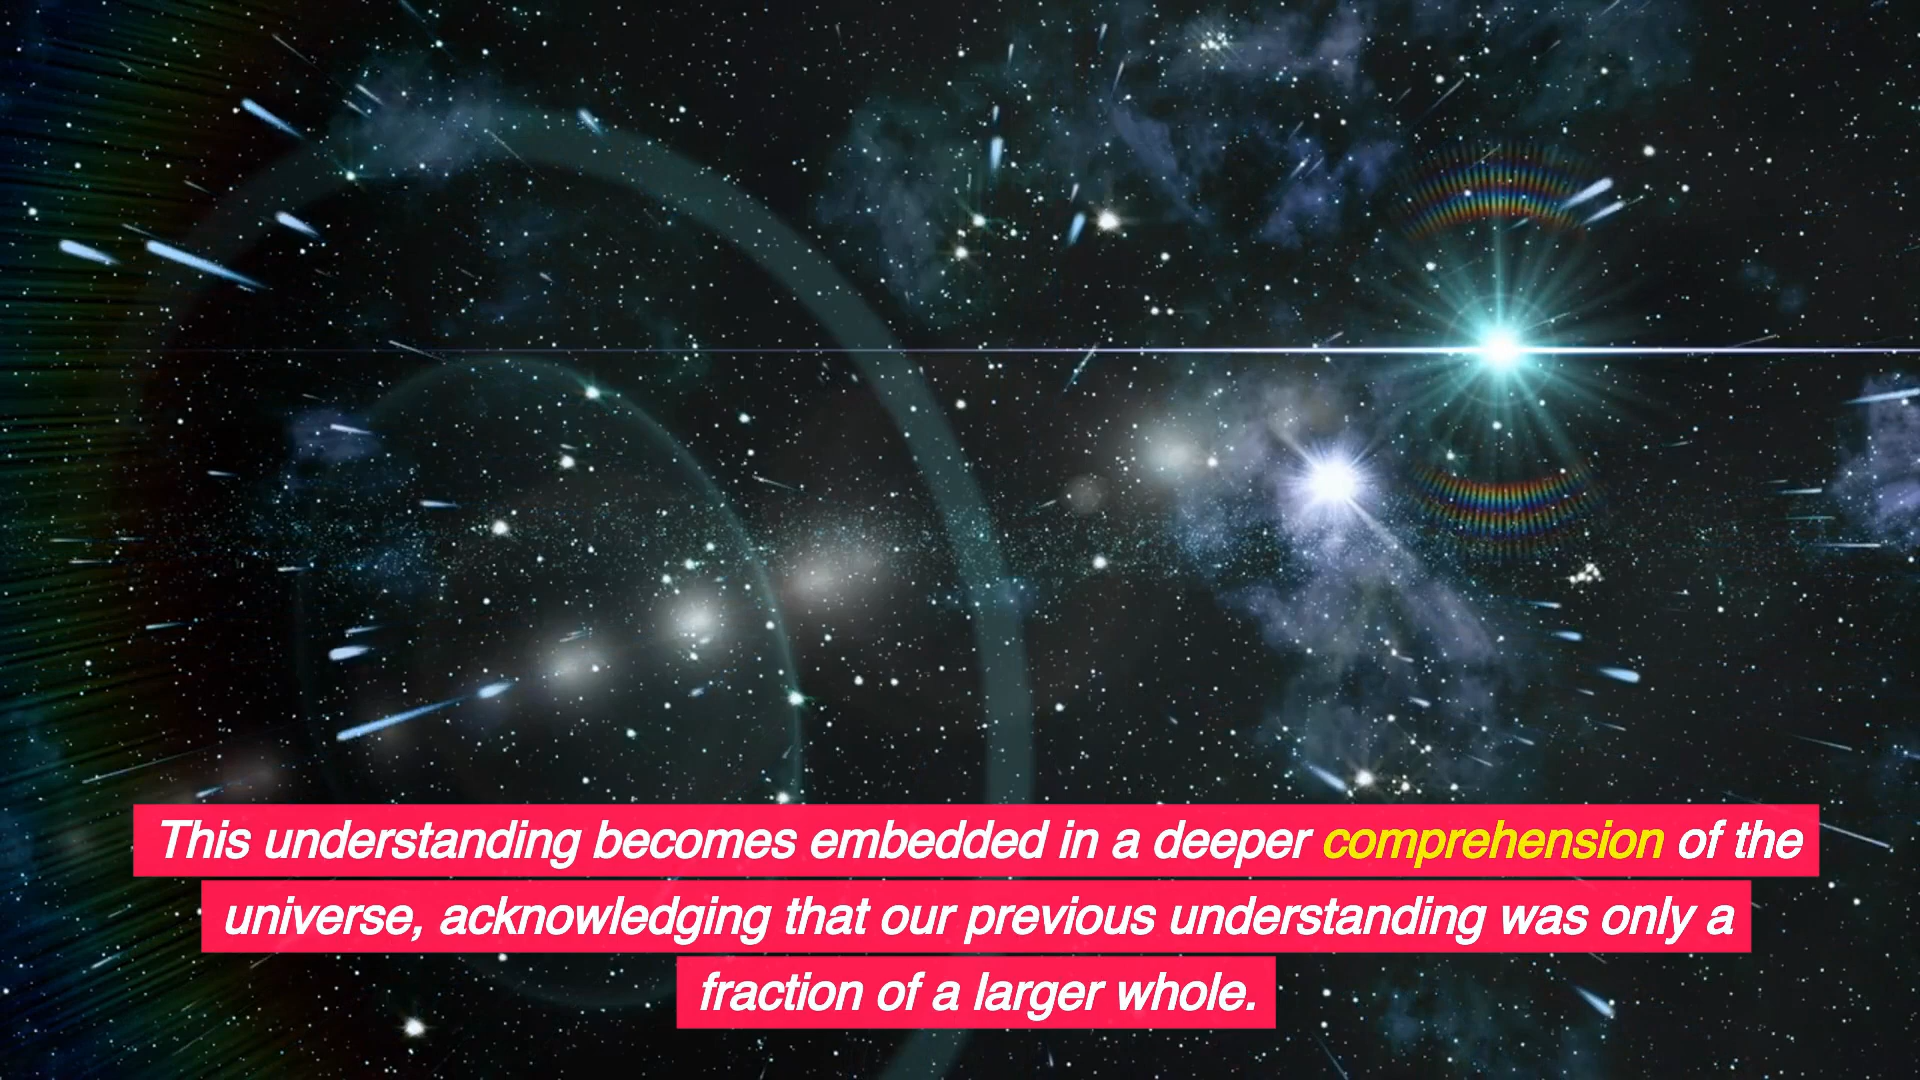 This understanding becomes embedded in a deeper comprehension of the
universe, acknowledging that our previous understanding was only a
fraction of a larger whole.